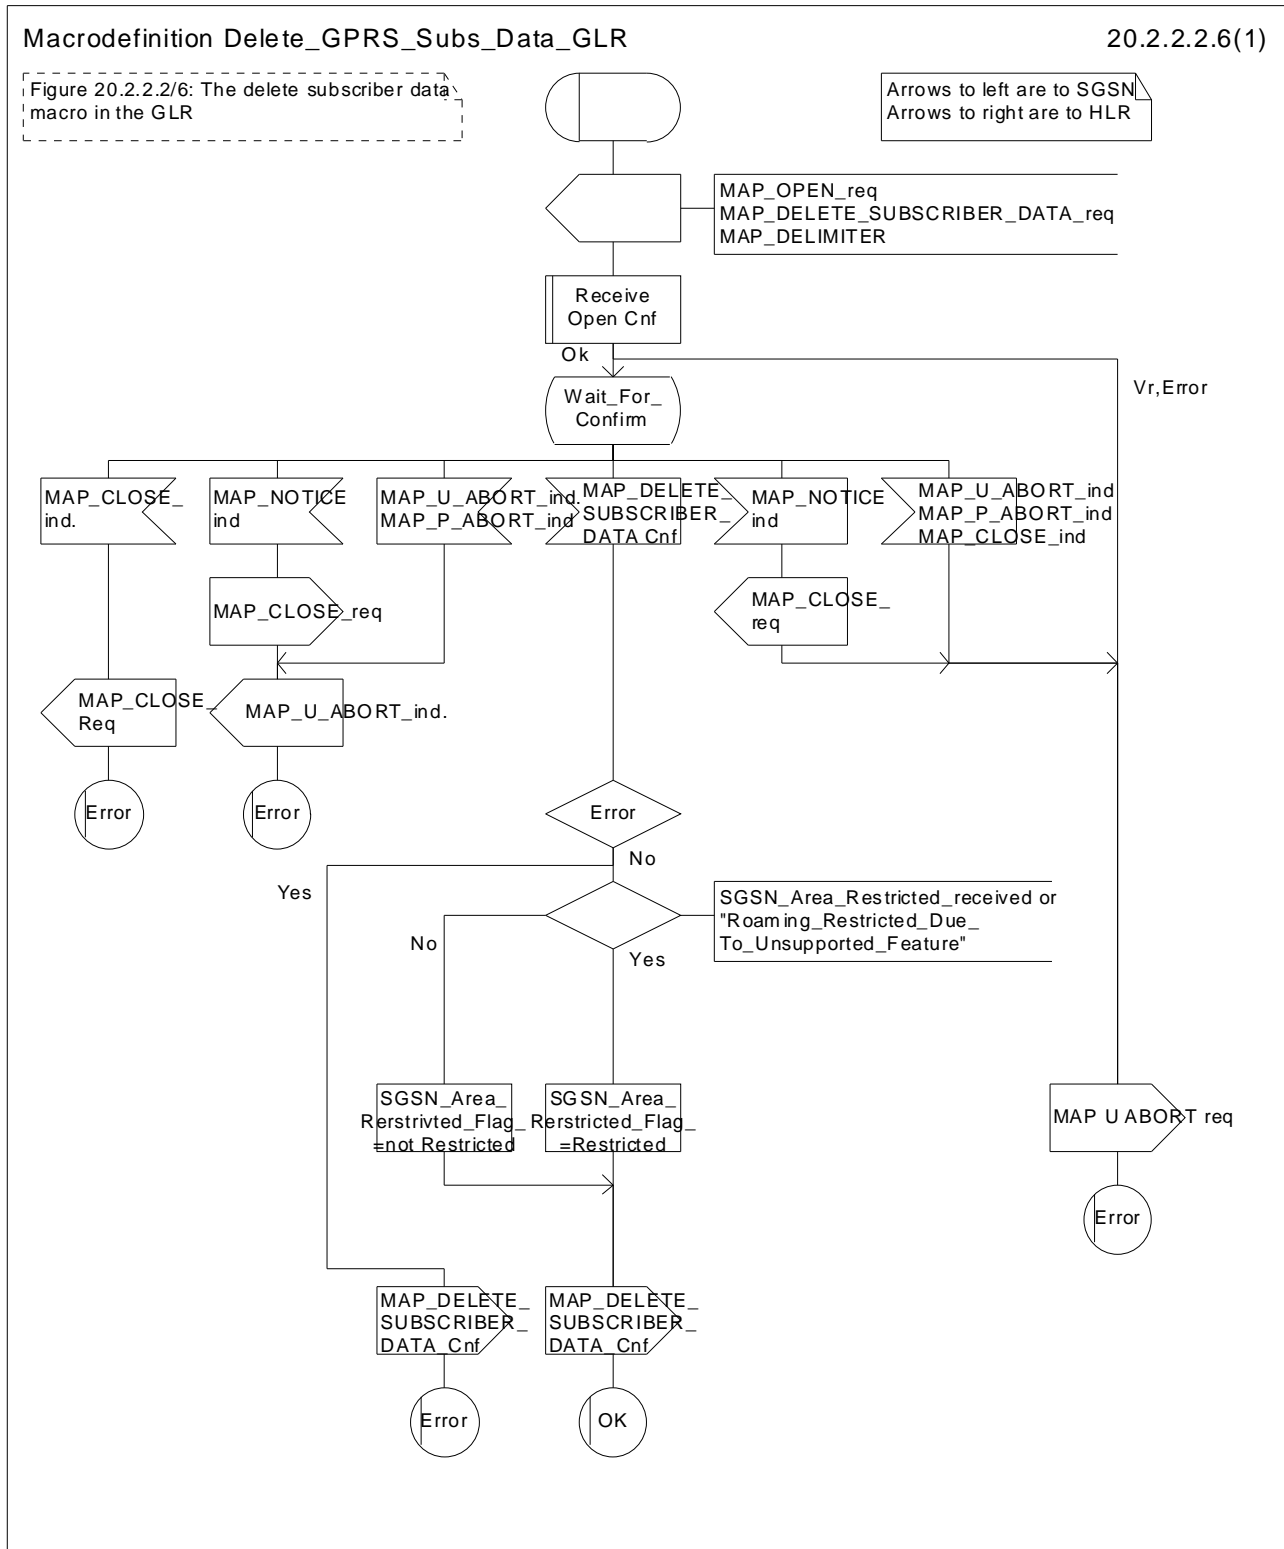 Macrodefinition Delete_GPRS_Subs_Data_GLR
20.2.2.2.6(1)
Figure 20.2.2.2/6: The delete subscriber data
macro in the GLR
Arrows to left are to SGSN
Arrows to right are to HLR
MAP_OPEN_req
MAP_DELETE_SUBSCRIBER_DATA_req
MAP_DELIMITER
Receive
Open Cnf
Ok
Vr,Error
Wait_For_
Confirm
MAP_CLOSE_
ind.
MAP_NOTICE
ind
MAP_U_ABORT_ind.
MAP_P_ABORT_ind
MAP_DELETE_
SUBSCRIBER_
DATA Cnf
MAP_NOTICE
ind
MAP_U_ABORT_ind
MAP_P_ABORT_ind
MAP_CLOSE_ind
MAP_CLOSE_req
MAP_CLOSE_
req
MAP_CLOSE_
Req
MAP_U_ABORT_ind.
Error
Error
Error
No
Yes
SGSN_Area_Restricted_received or
"Roaming_Restricted_Due_
To_Unsupported_Feature"
No
Yes
SGSN_Area_
Rerstrivted_Flag_
=not Restricted
SGSN_Area_
Rerstricted_Flag_
=Restricted
MAP U ABORT req
Error
MAP_DELETE_
SUBSCRIBER_
DATA_Cnf
MAP_DELETE_
SUBSCRIBER_
DATA_Cnf
Error
OK